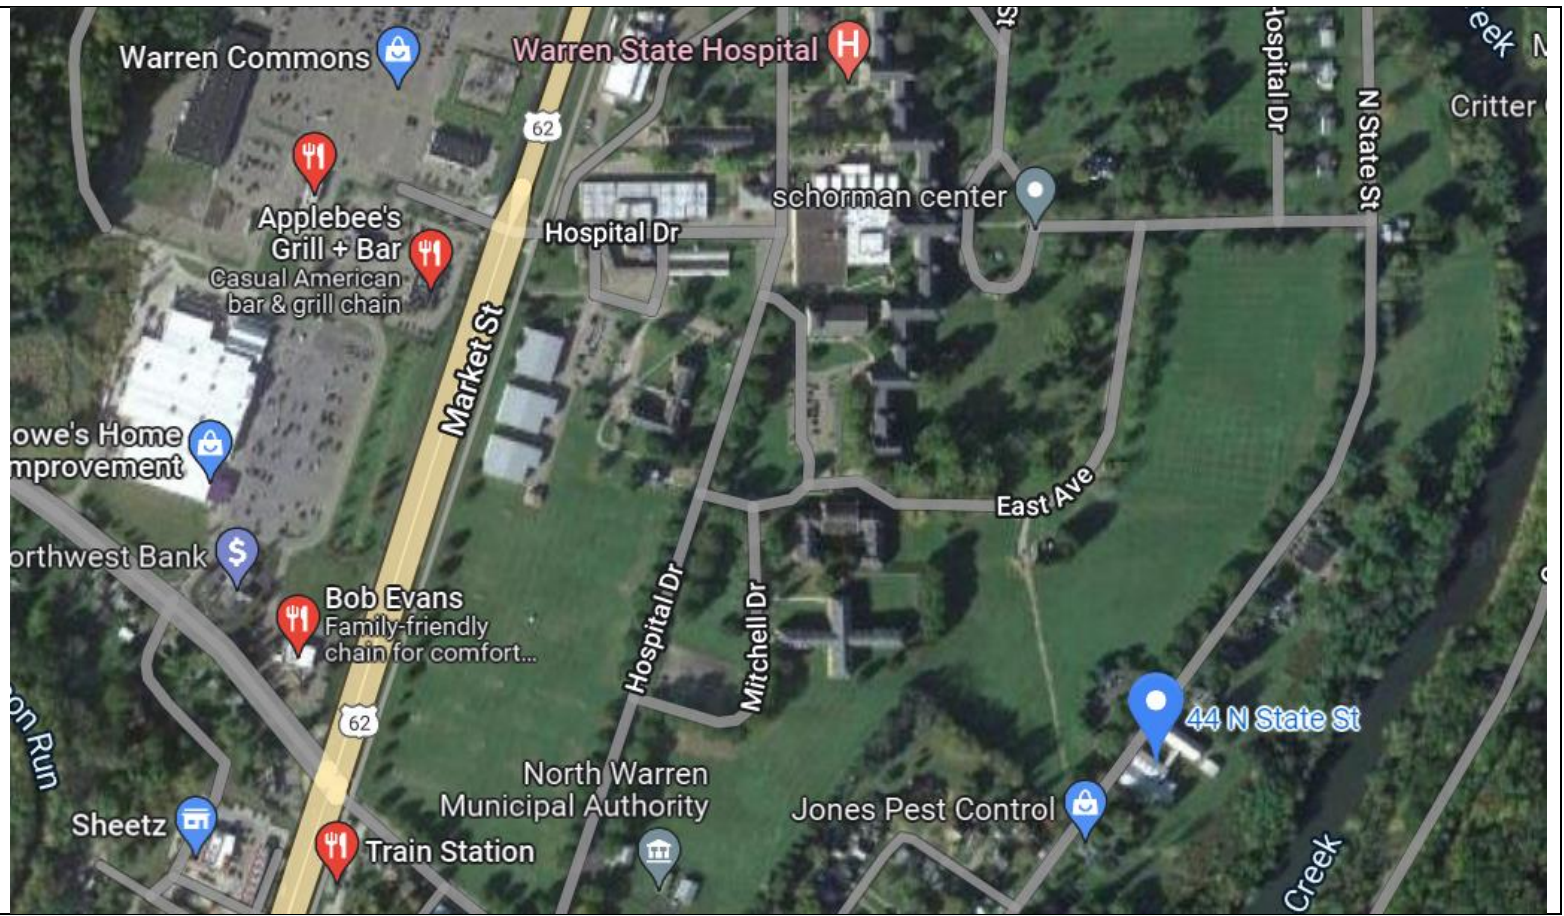 Warren Commons
Warren State Hospital
H
St
Hospital Dr
N State St
eek
Critter
62
Applebee's
Grill + Bar
Casual American
bar & grill chain
Hospital Dr
schorman center
Market St
owe's Home
mprovement
orthwest Bank
$
East Ave
Bob Evans
Family-friendly
chain for comfort...
Hospital Dr
Mitchell Dr
62
44 N State St
on Run
North Warren
Municipal Authority
Jones Pest Control
Sheetz
Train Station
Creek